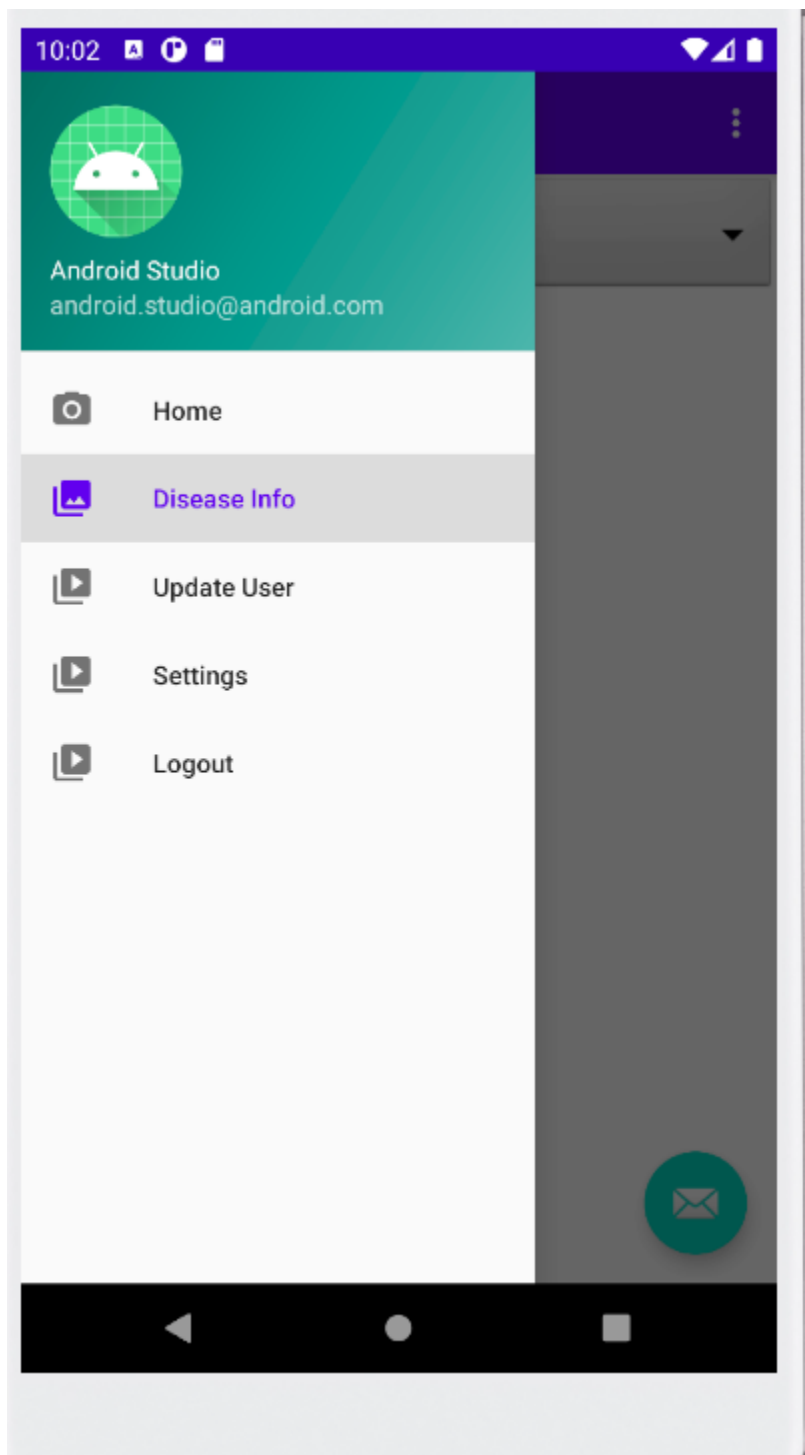 10:02
Android Studio
android.studio@android.com
Home
Disease Info
Update User
Settings
Logout